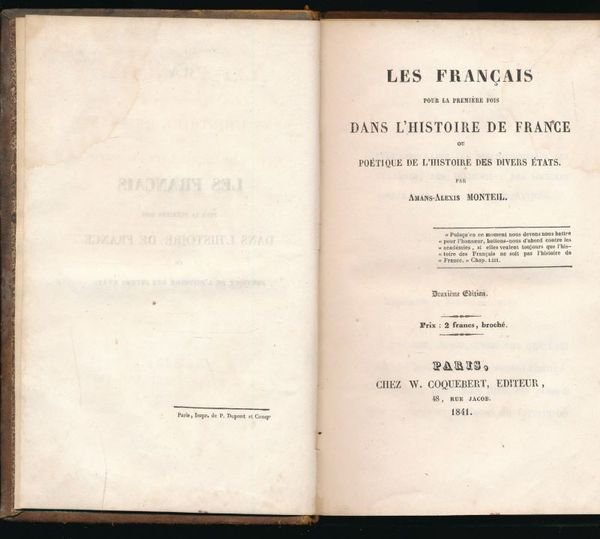 Paris, Impr. de P. Dupont et Comp
LES FRANÇAIS
POUR LA PREMIÈRE FOIS
DANS L'HISTOIRE DE FRANCE
OU
POÉTIQUE DE L'HISTOIRE DES DIVERS ÉTATS.
PAR
AMANS-ALEXIS MONTEIL.
« Puisqu'en ce moment nous devons nous battre
« pour l'honneur, battons-nous d'abord contre les
« académies, si elles veulent toujours que l'his-
« toire des Français ne soit pas l'histoire de
« France. » Chap. LIII.
Deuxième Édition.
Prix : 2 francs, broché.
PARIS,
CHEZ W. COQUEBERT, ÉDITEUR,
48, RUE JACOB.
1841.